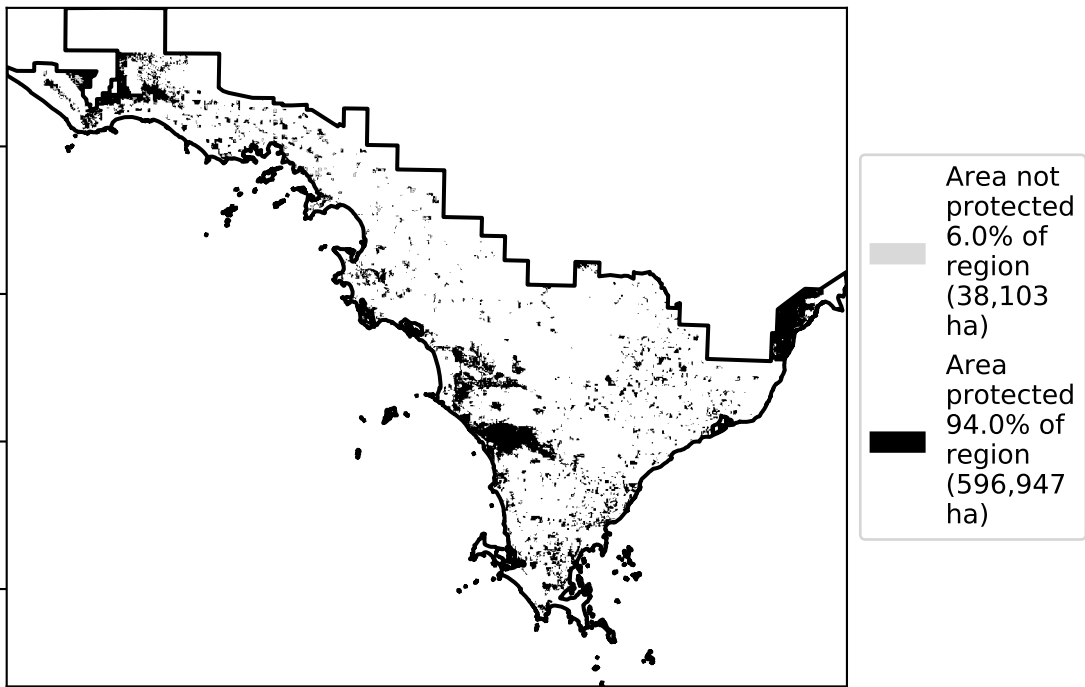 Area not
protected
6.0% of
region
(38,103
ha)
Area
protected
94.0% of
region
(596,947
ha)